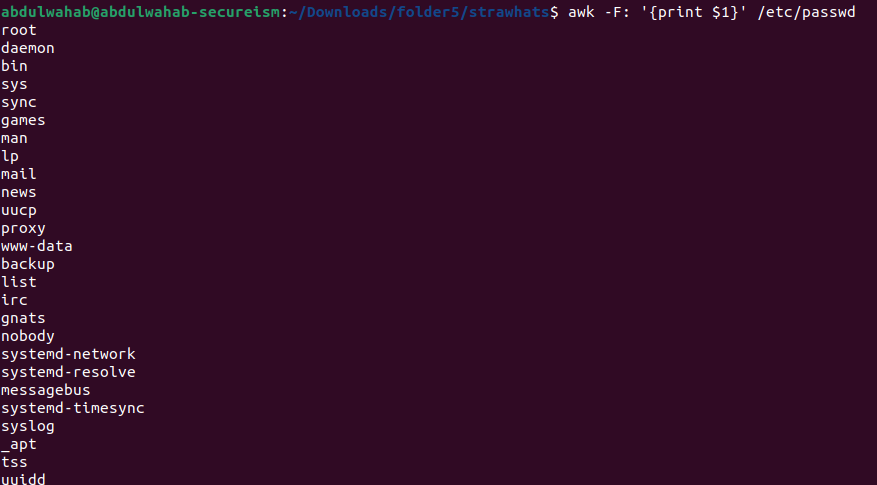 abdulwahab@abdulwahab-secureism:~/Downloads/folder5/strawhats$ awk -F: '{print $1}' /etc/passwd
root
daemon
bin
sys
sync
games
man
lp
mail
news
uucp
proxy
www-data
backup
list
irc
gnats
nobody
systemd-network
systemd-resolve
messagebus
systemd-timesync
syslog
_apt
tss
uuidd